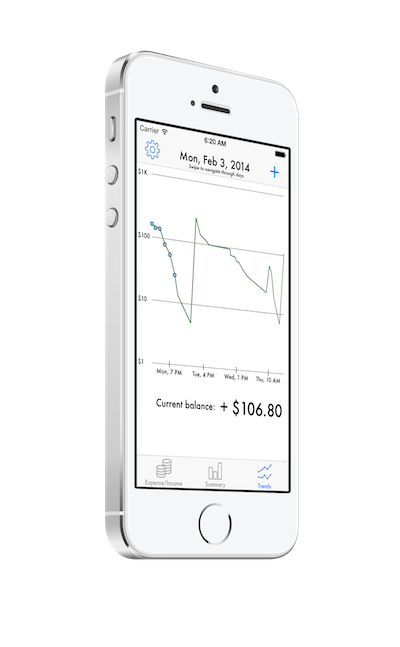 Carrier
6:20 AM
Mon, Feb 3, 2014
Swipe to navigate through days
+
$1K
$100
$10
$1
Mon, 7 PM
Tue, 4 PM
Wed, 1 PM
Thu, 10 AM
Current balance: + $106.80
Expense/Income
Summary
Trends